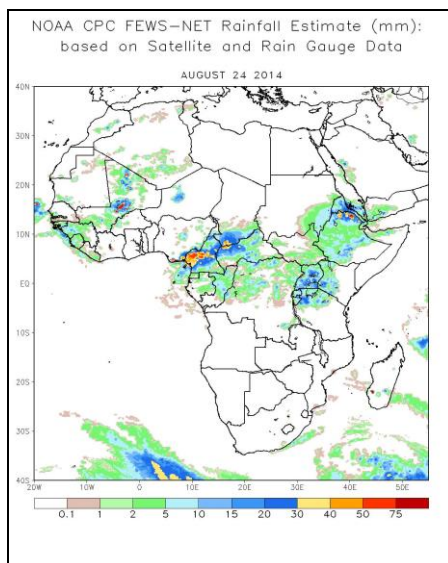 NOAA CPC FEWS-NET Rainfall Estimate (mm):
based on Satellite and Rain Gauge Data
AUGUST 24 2014
40N
30N
20N
10N
EQ
10S
20S
30S
40S
20W 10W 0 10E 20E 30E 40E 50E
0.1 1 2 5 10 15 20 30 40 50 75